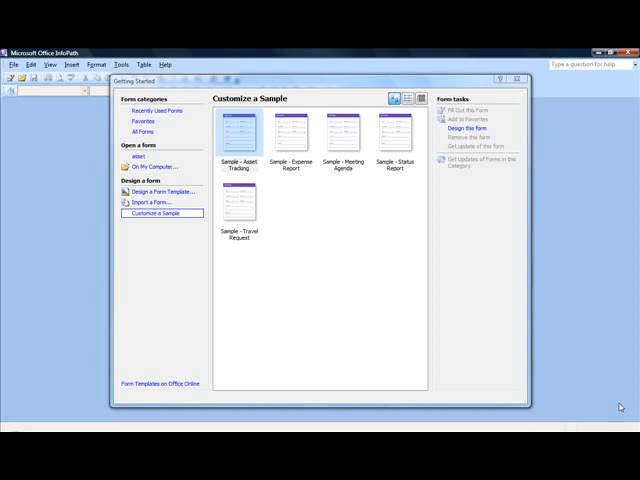 Microsoft Office InfoPath
File Edit View Insert Format Tools Table Help
Type a question for help
Getting Started
Form categories
Recently Used Forms
Favorites
All Forms
Open a form
asset
On My Computer...
Design a form
Design a Form Template...
Import a Form...
Customize a Sample
Form Templates on Office Online
Customize a Sample
Sample - Asset
Tracking
Sample - Expense
Report
Sample - Meeting
Agenda
Sample - Status
Report
Sample - Travel
Request
Form tasks
Fill Out this Form
Add to Favorites
Design this form
Remove this form
Get update of this form
Get Updates of Forms in this
Category